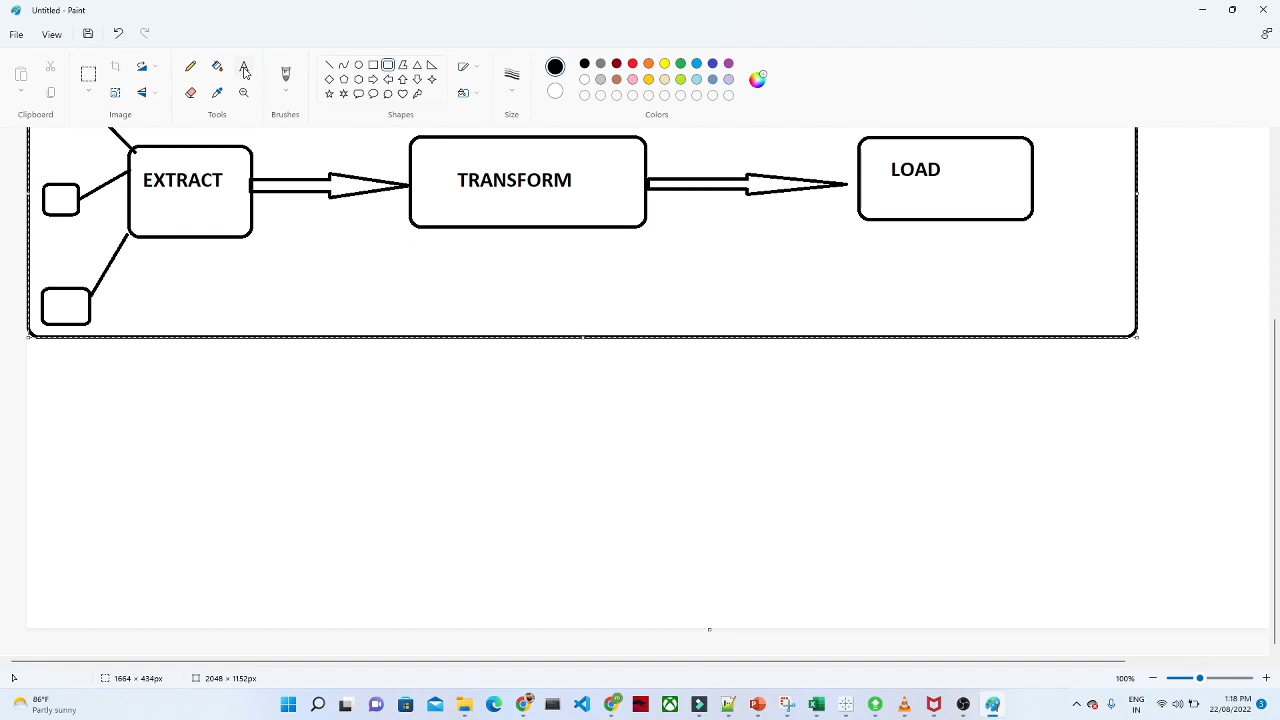 Untitled - Paint
File View
Clipboard Image Tools Brushes Shapes Size Colors
EXTRACT TRANSFORM LOAD
1664 × 434px 2048 × 1152px 100%
86°F
Partly sunny
ENG
IN
1:18 PM
22/08/2022
3